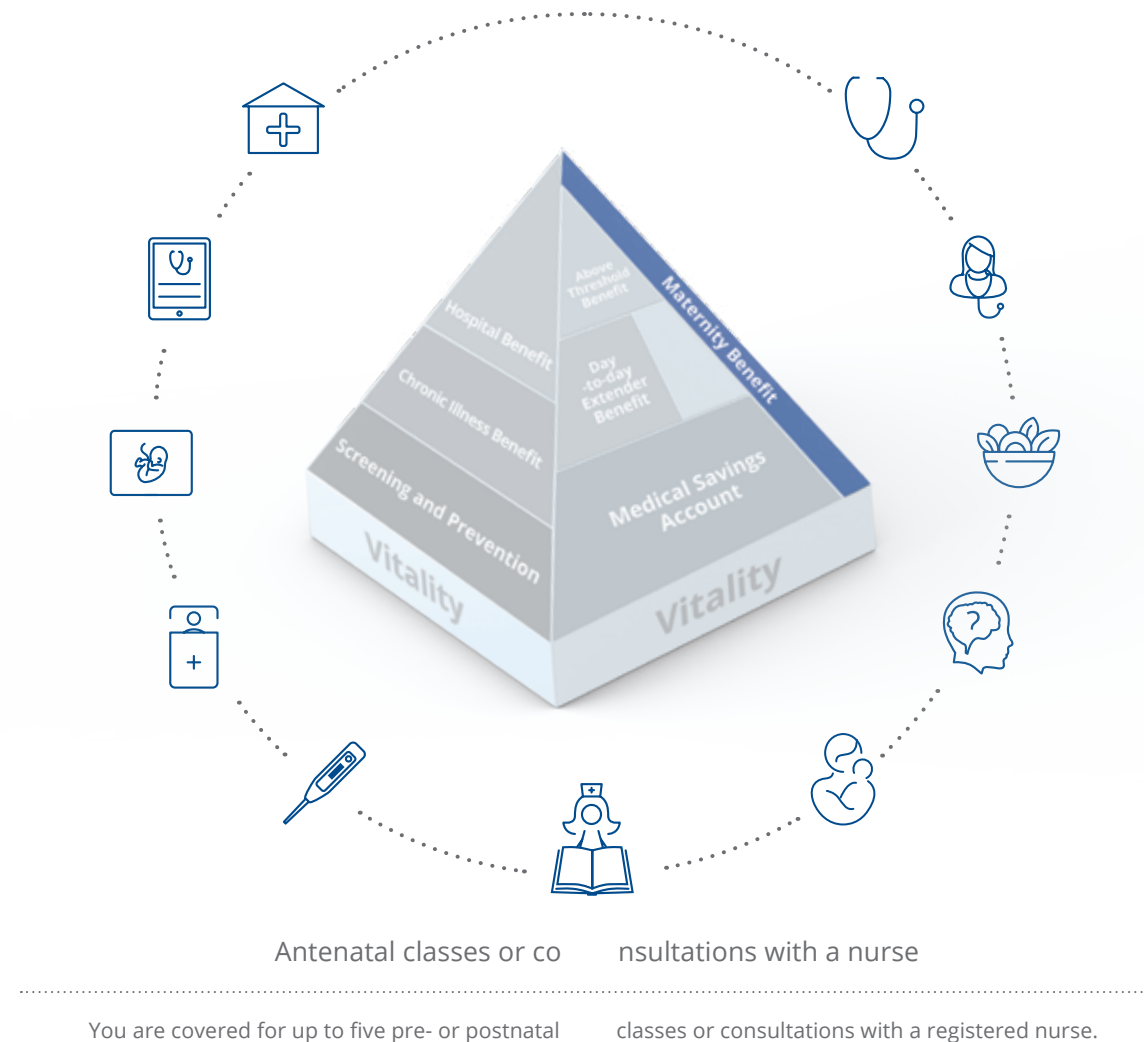 Above
Threshold
Benefit
Maternity Benefit
Hospital Benefit
Day
-to-day
Extender
Benefit
Chronic Illness Benefit
Screening and Prevention
Medical Savings
Account
Vitality
Vitality
?
Antenatal classes or co nsultations with a nurse
You are covered for up to five pre- or postnatal classes or consultations with a registered nurse.